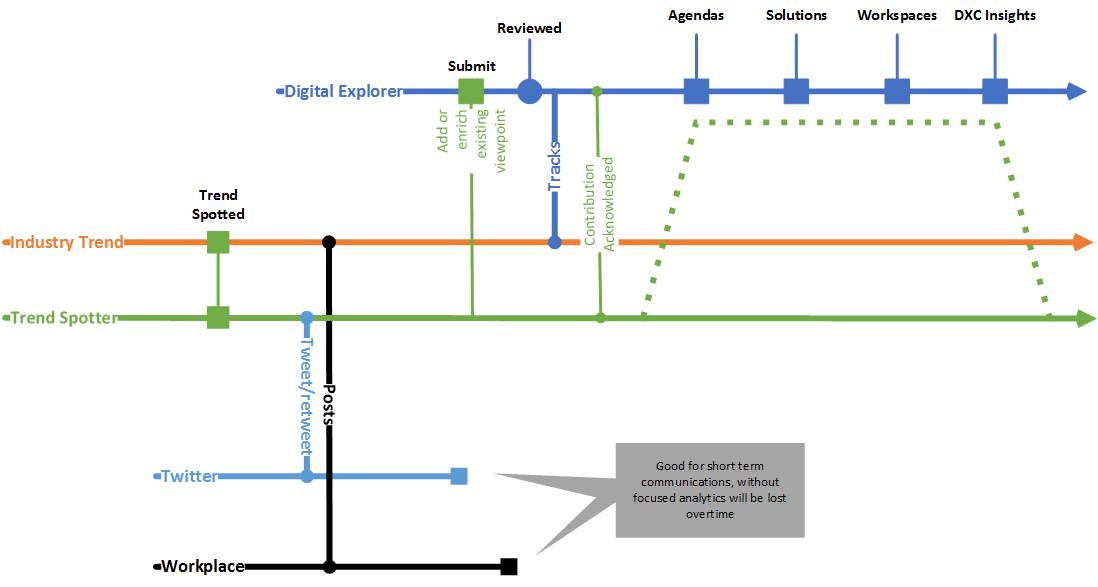 Agendas
Solutions
Workspaces
DXC Insights
Reviewed
Submit
Digital Explorer
Add or
enrich
existing
viewpoint
Tracks
Contribution
Acknowledged
Trend
Spotted
Industry Trend
Trend Spotter
Tweet/retweet
Posts
Twitter
Good for short term
communications, without
focused analytics will be lost
overtime
Workplace